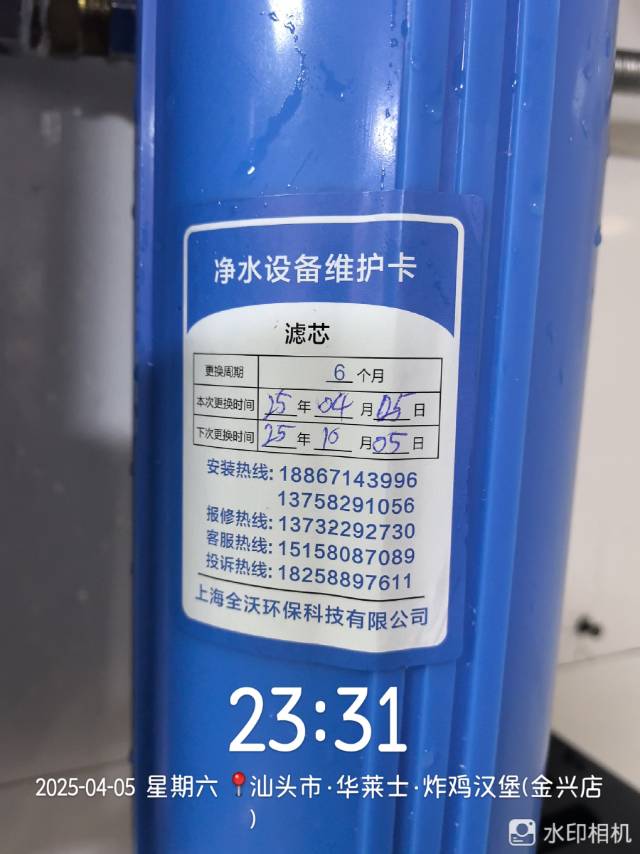 净水设备维护卡
滤芯
更换周期 6 个月
本次更换时间 25 年 04 月 05 日
下次更换时间 25 年 10 月 05 日
安装热线: 18867143996
13758291056
报修热线: 13732292730
客服热线: 15158087089
投诉热线: 18258897611
上海全沃环保科技有限公司
23:31
2025-04-05 星期六 汕头市·华莱士·炸鸡汉堡(金兴店
)
水印相机